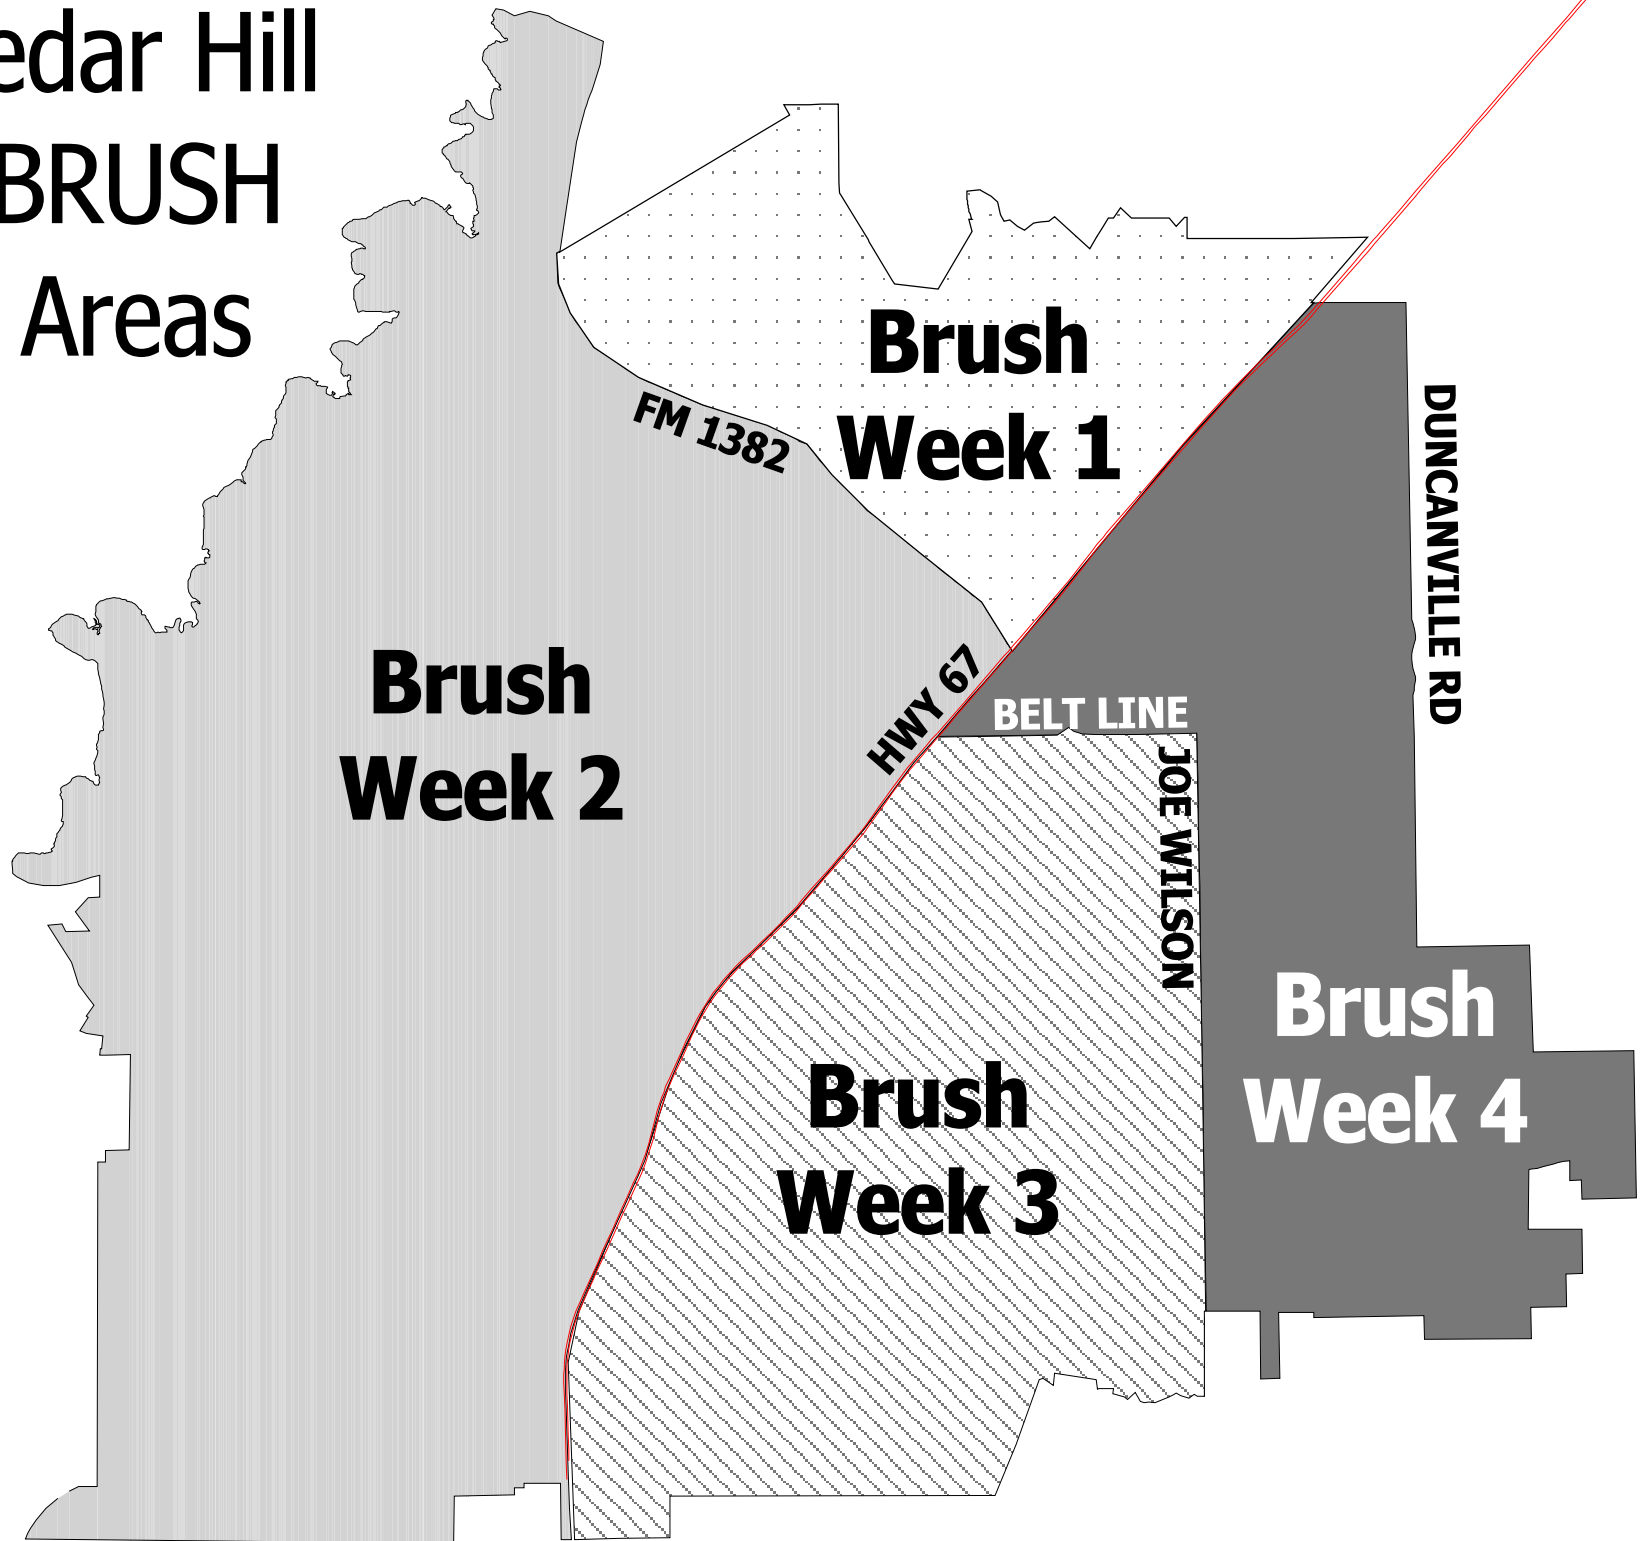 edar Hill
BRUSH
Areas
Brush
Week 1
FM 1382
DUNCANVILLE RD
Brush
Week 2
HWY 67
BELT LINE
JOE WILSON
Brush
Week 4
Brush
Week 3